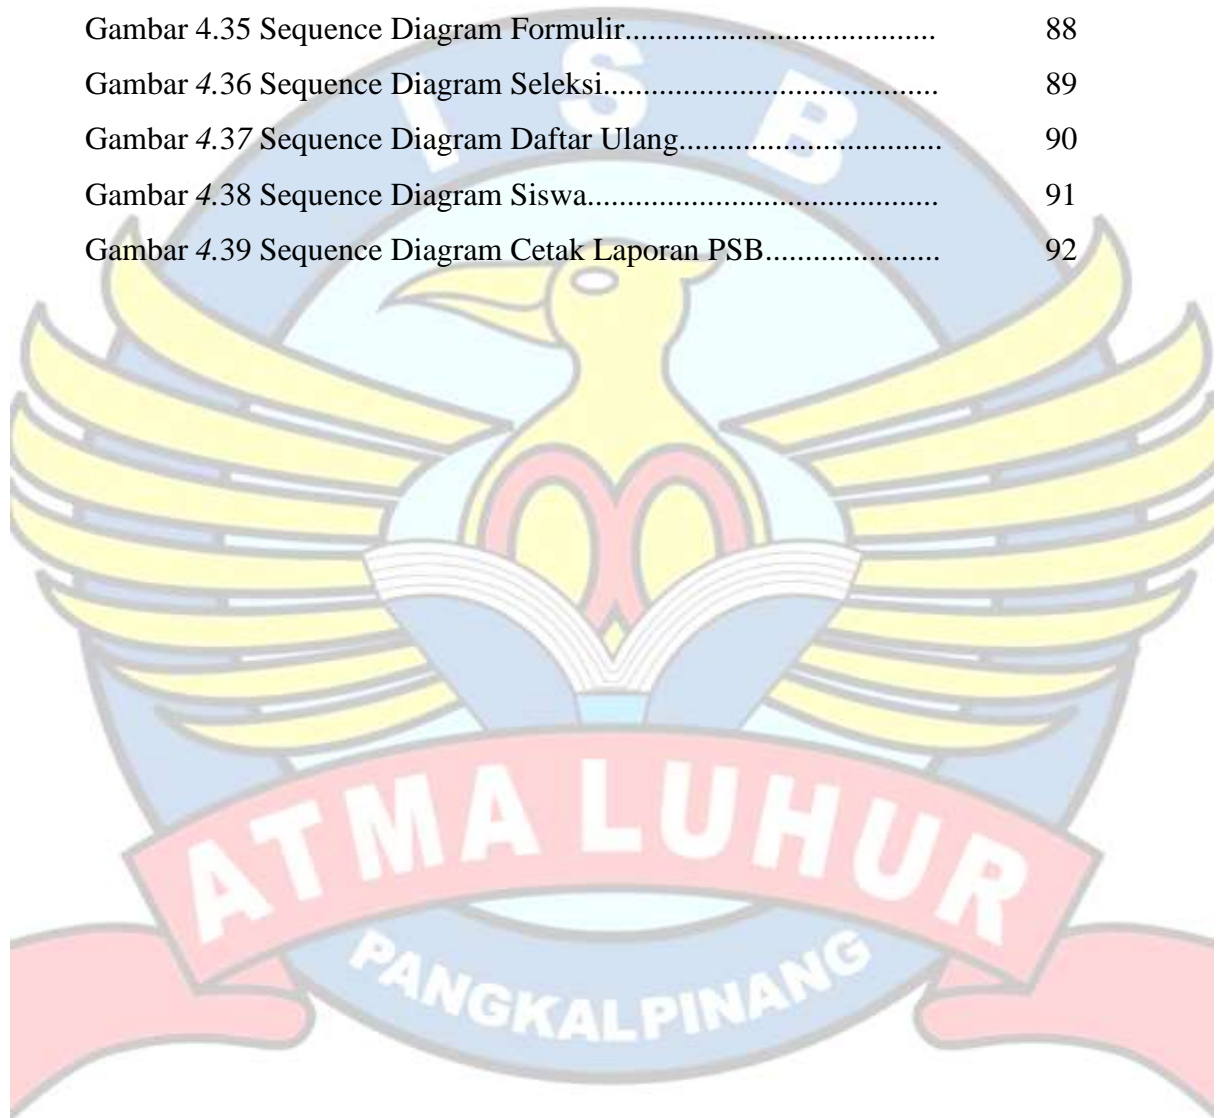 Gambar 4.35 Sequence Diagram Formulir....................................... 88
Gambar 4.36 Sequence Diagram Seleksi.......................................... 89
Gambar 4.37 Sequence Diagram Daftar Ulang................................. 90
Gambar 4.38 Sequence Diagram Siswa............................................ 91
Gambar 4.39 Sequence Diagram Cetak Laporan PSB...................... 92
I S B
ATMA LUHUR
PANGKALPINANG